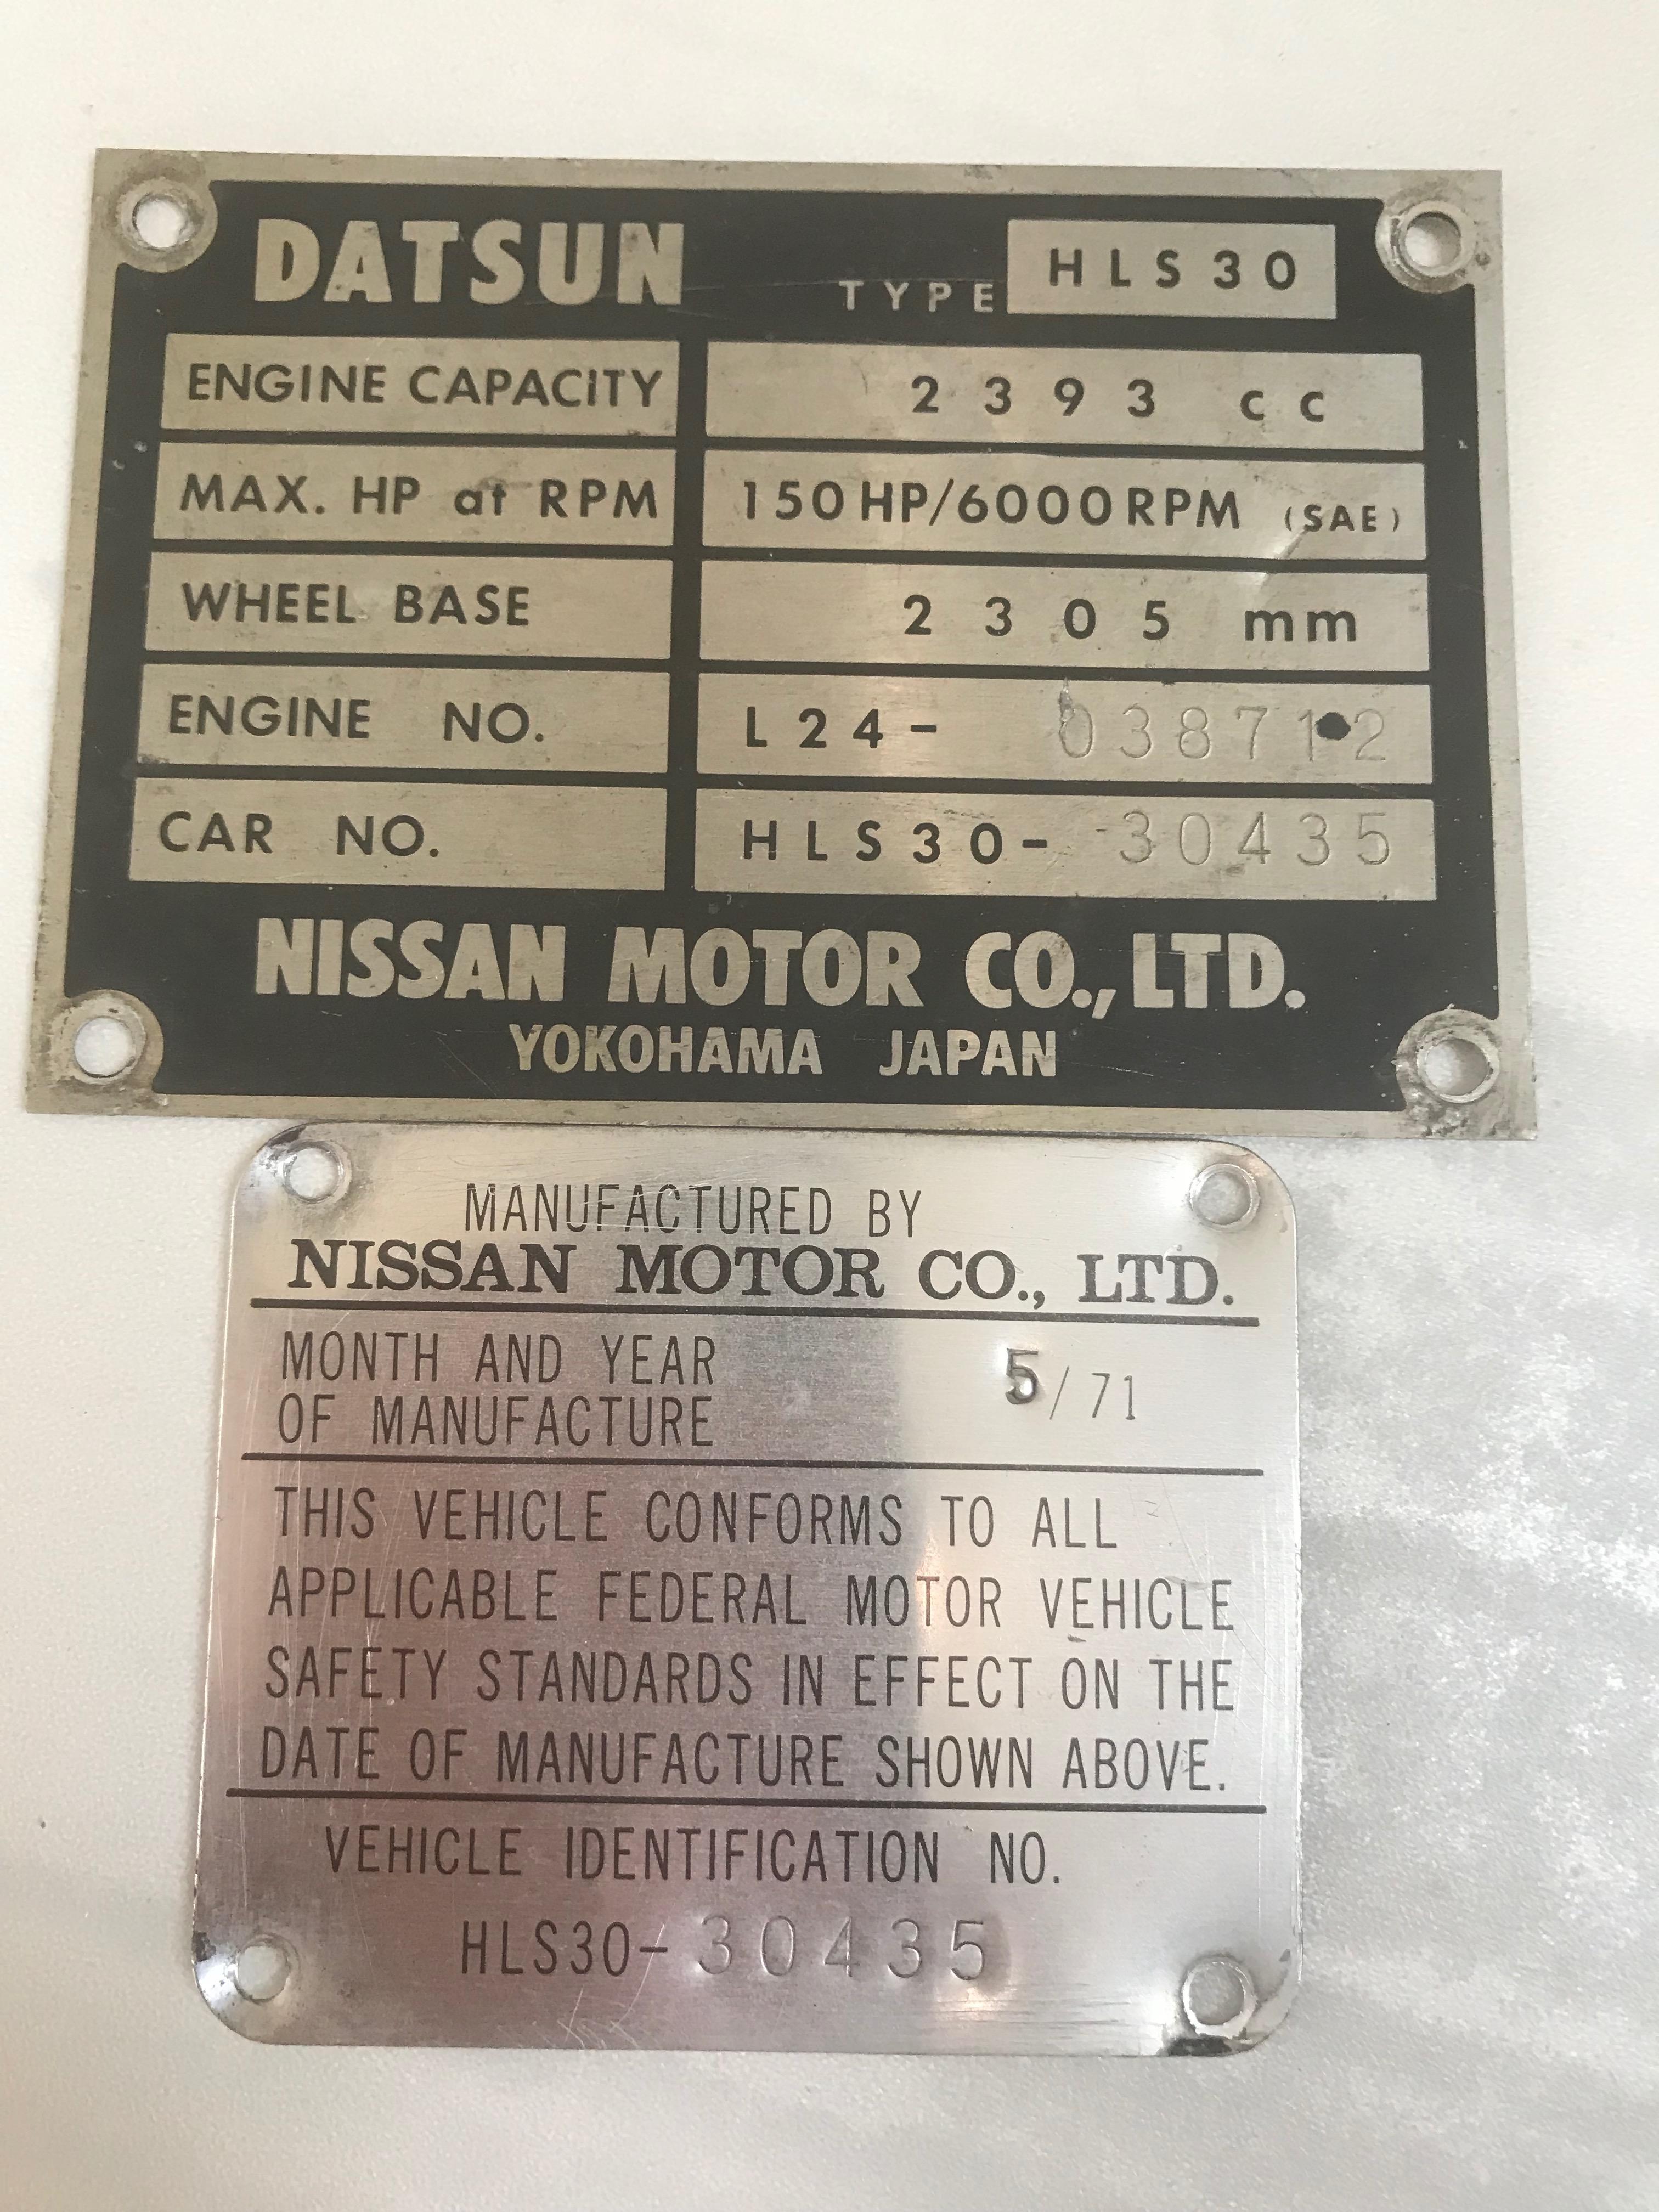 DATSUN TYPE HLS30
ENGINE CAPACITY 2393 cc
MAX. HP at RPM 150HP/6000RPM (SAE)
WHEEL BASE 2305 mm
ENGINE NO. L24- 038712
CAR NO. HLS30- 30435
NISSAN MOTOR CO., LTD.
YOKOHAMA JAPAN
MANUFACTURED BY
NISSAN MOTOR CO., LTD.
MONTH AND YEAR
OF MANUFACTURE 5/71
THIS VEHICLE CONFORMS TO ALL
APPLICABLE FEDERAL MOTOR VEHICLE
SAFETY STANDARDS IN EFFECT ON THE
DATE OF MANUFACTURE SHOWN ABOVE.
VEHICLE IDENTIFICATION NO.
HLS30-30435